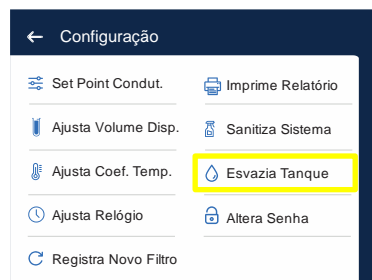 Configuração
Set Point Condut.
Imprime Relatório
Ajusta Volume Disp.
Sanitiza Sistema
Ajusta Coef. Temp.
Esvazia Tanque
Ajusta Relógio
Altera Senha
Registra Novo Filtro